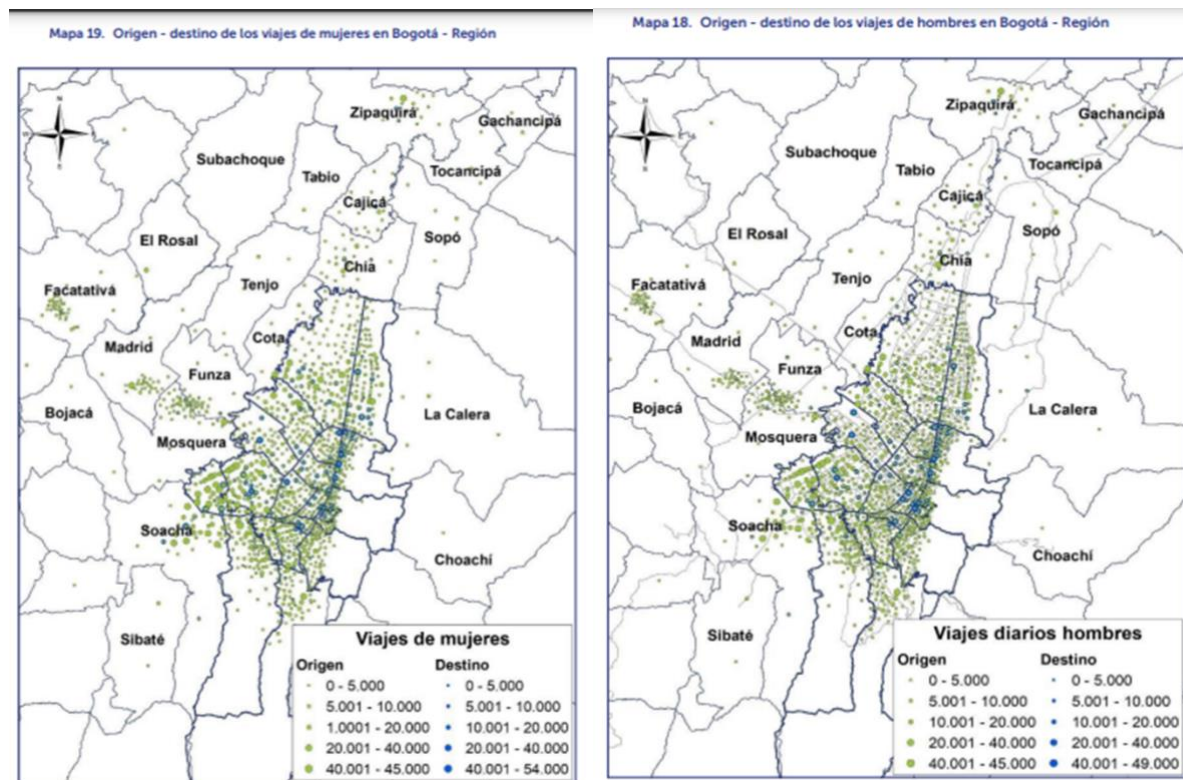 Mapa 19. Origen - destino de los viajes de mujeres en Bogotá - Región
Zipaquirá
Gachancipá
Subachoque
Tabio
Tocancipá
Cajicá
El Rosal
Sopó
Chía
Tenjo
Facatativá
Cota
Madrid
Funza
Bojacá
La Calera
Mosquera
Soacha
Choachí
Sibaté
Viajes de mujeres
Origen Destino
0 - 5.000 0 - 5.000
5.001 - 10.000 5.001 - 10.000
1.0001 - 20.000 10.001 - 20.000
20.001 - 40.000 20.001 - 40.000
40.001 - 45.000 40.001 - 54.000
Mapa 18. Origen - destino de los viajes de hombres en Bogotá - Región
Zipaquirá
Gachancipá
Subachoque
Tabio
Tocancipá
Cajicá
El Rosal
Sopó
Chía
Tenjo
Facatativá
Cota
Madrid
Funza
Bojacá
La Calera
Mosquera
Soacha
Choachí
Sibaté
Viajes diarios hombres
Origen Destino
0 - 5.000 0 - 5.000
5.001 - 10.000 5.001 - 10.000
10.001 - 20.000 10.001 - 20.000
20.001 - 40.000 20.001 - 40.000
40.001 - 45.000 40.001 - 49.000